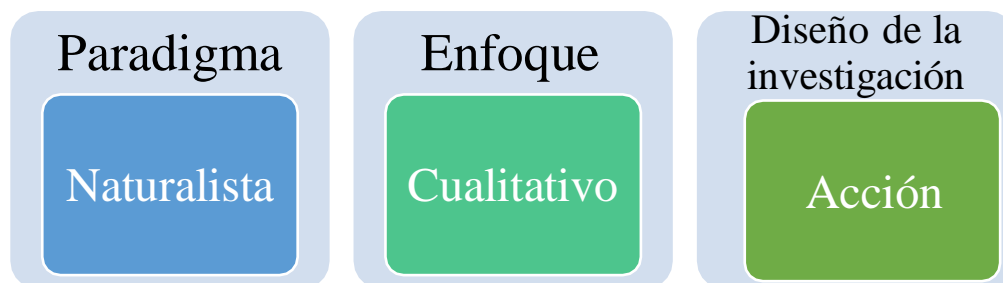 Paradigma
Naturalista
Enfoque
Cualitativo
Diseño de la
investigación
Acción